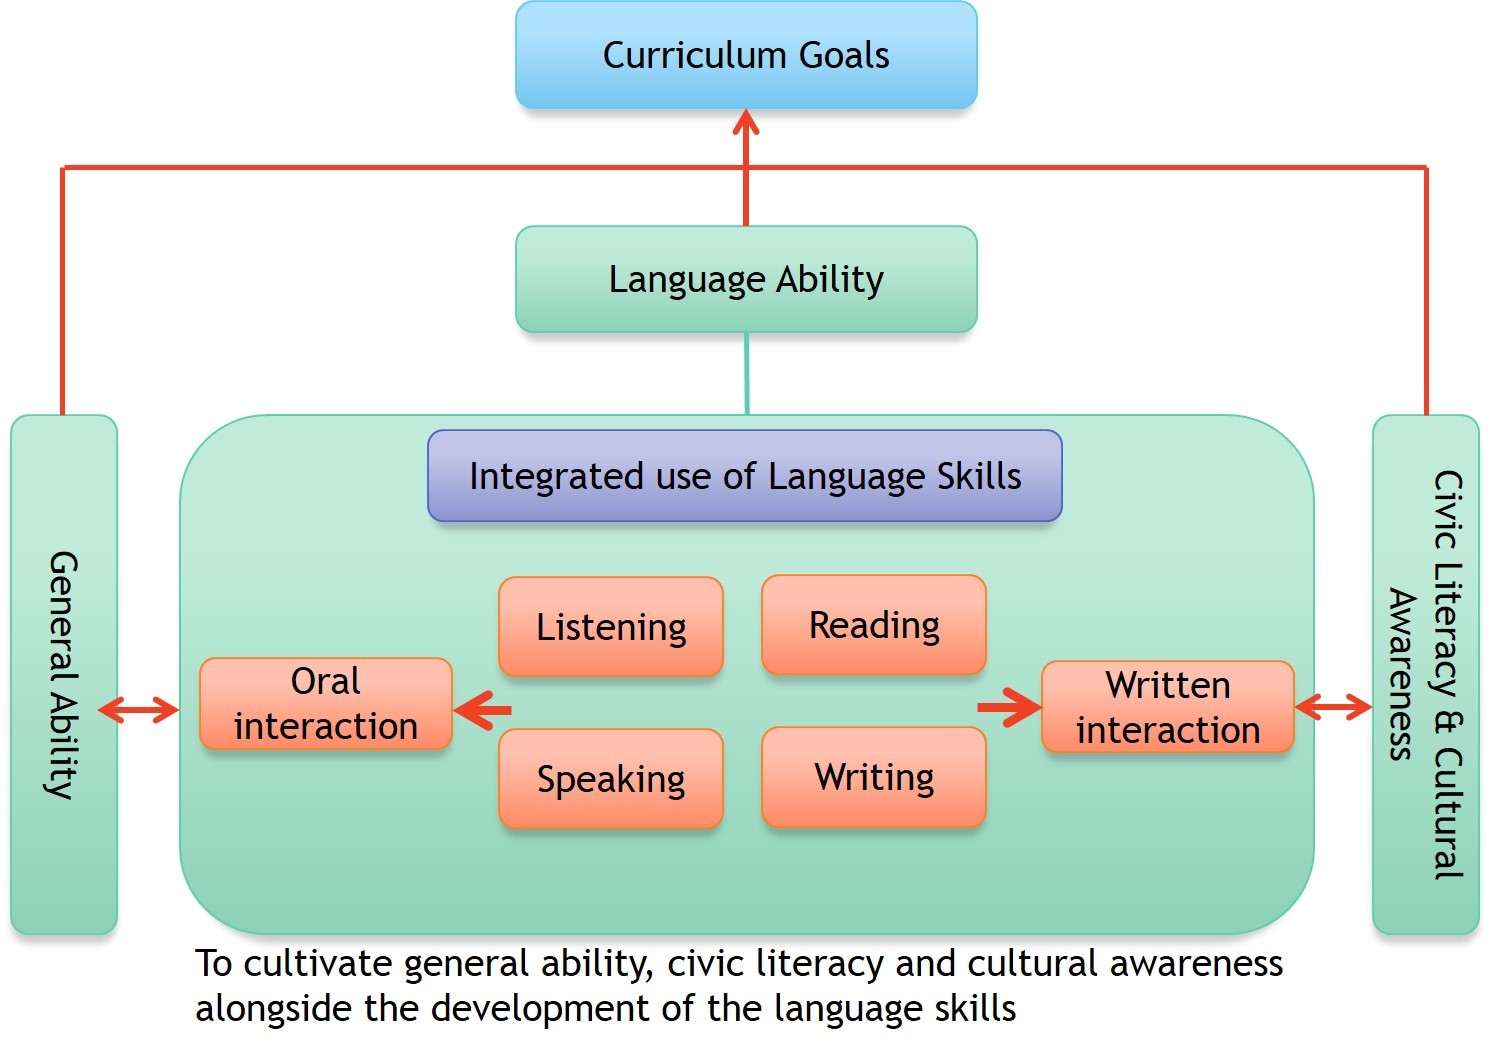 Curriculum Goals
Language Ability
Integrated use of Language Skills
General Ability
Listening
Speaking
Oral
interaction
Reading
Writing
Written
interaction
Civic Literacy & Cultural
Awareness
To cultivate general ability, civic literacy and cultural awareness
alongside the development of the language skills